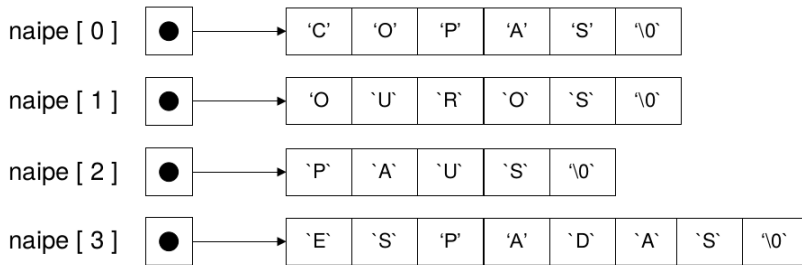 naipe [ 0 ] ‘C’ ‘O’ ‘P’ ‘A’ ‘S’ ‘\0’
naipe [ 1 ] ‘O `U` `R` `O` `S` ‘\0’
naipe [ 2 ] `P` `A` `U` `S` ‘\0`
naipe [ 3 ] `E` `S` ‘P’ ‘A’ `D` `A` `S` ‘\0`